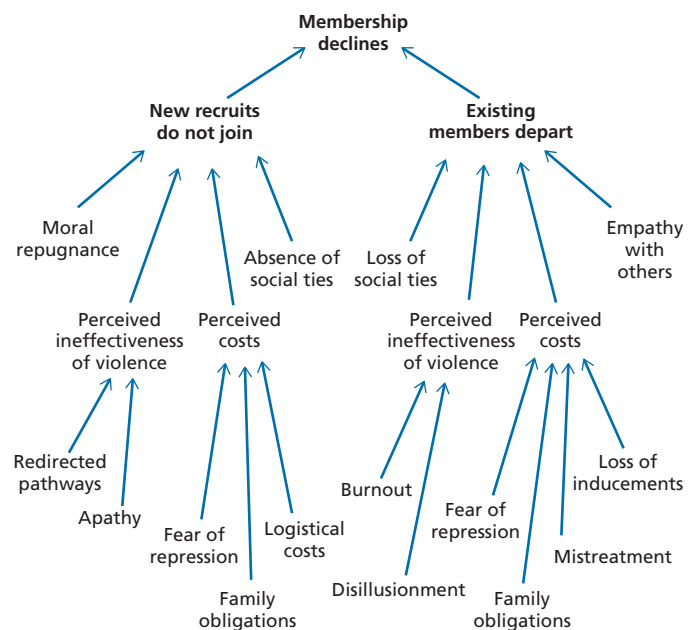 Membership
declines
New recruits
do not join
Existing
members depart
Moral
repugnance
Absence of
social ties
Loss of
social ties
Empathy
with
others
Perceived
ineffectiveness
of violence
Perceived
costs
Perceived
ineffectiveness
of violence
Perceived
costs
Redirected
pathways
Apathy
Fear of
repression
Logistical
costs
Family
obligations
Burnout
Disillusionment
Fear of
repression
Loss of
inducements
Mistreatment
Family
obligations